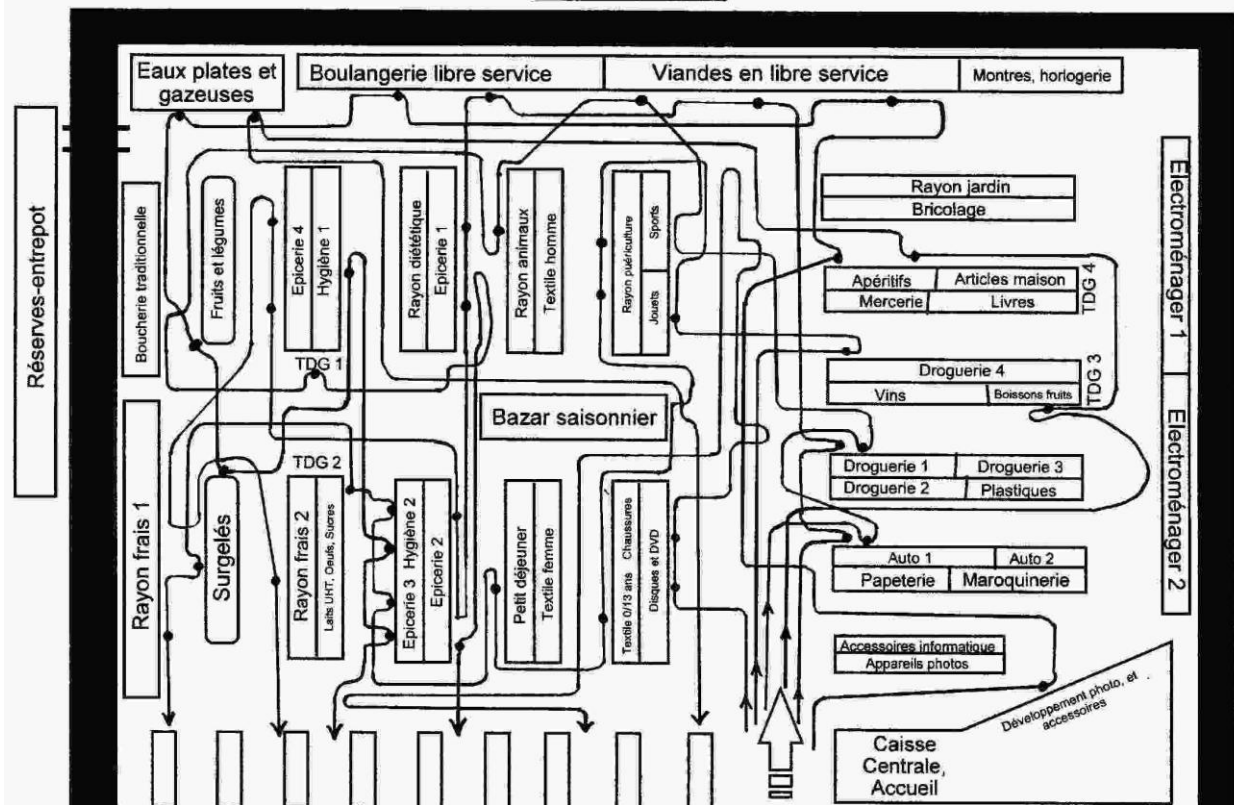 Eaux plates et
gazeuses
Boulangerie libre service
Viandes en libre service
Montres, horlogerie
Réserves-entrepot
Boucherie traditionnelle
Fruits et légumes
Epicerie 4
Hygiène 1
Rayon diététique
Epicerie 1
Rayon animaux
Textile homme
Rayon puériculture
Sports
Jouets
Rayon jardin
Bricolage
Apéritifs
Articles maison
Mercerie
Livres
TDG 4
Electroménager 1
TDG 1
Droguerie 4
Vins
Boissons fruits
TDG 3
Bazar saisonnier
Rayon frais 1
Surgelés
TDG 2
Rayon frais 2
Laits UHT, Oeufs, Sucres
Epicerie 3
Hygiène 2
Epicerie 2
Petit déjeuner
Textile femme
Textile 0/13 ans
Chaussures
Disques et DVD
Droguerie 1
Droguerie 3
Droguerie 2
Plastiques
Electroménager 2
Auto 1
Auto 2
Papeterie
Maroquinerie
Accessoires informatique
Appareils photos
Développement photo, et
accessoires
Caisse
Centrale,
Accueil